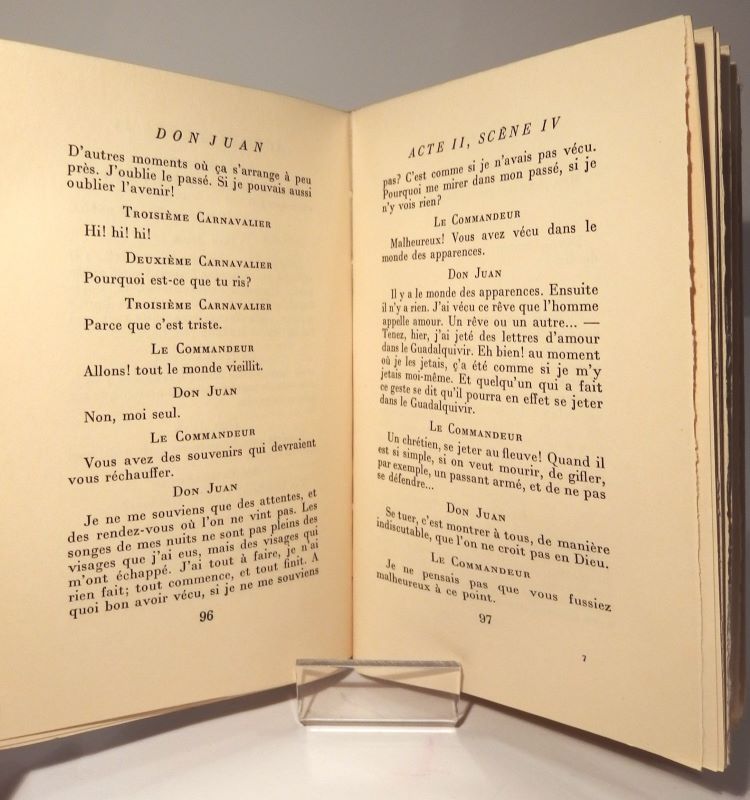 DON JUAN
D'autres moments où ça s'arrange à peu
près. J'oublie le passé. Si je pouvais aussi
oublier l'avenir!
Troisième Carnavalier
Hi! hi! hi!
Deuxième Carnavalier
Pourquoi est-ce que tu ris?
Troisième Carnavalier
Parce que c'est triste.
Le Commandeur
Allons! tout le monde vieillit.
Don Juan
Non, moi seul.
Le Commandeur
Vous avez des souvenirs qui devraient
vous réchauffer.
Don Juan
Je ne me souviens que des attentes, et
des rendez-vous où l'on ne vint pas. Les
songes de mes nuits ne sont pas pleins des
visages que j'ai eus, mais des visages qui
m'ont échappé. J'ai tout à faire, je n'ai
rien fait; tout commence, et tout finit. A
quoi bon avoir vécu, si je ne me souviens
96
ACTE II, SCÈNE IV
pas? C'est comme si je n'avais pas vécu.
Pourquoi me mirer dans mon passé, si je
n'y vois rien?
Le Commandeur
Malheureux! Vous avez vécu dans le
monde des apparences.
Don Juan
Il y a le monde des apparences. Ensuite
il n'y a rien. J'ai vécu ce rêve que l'homme
appelle amour. Un rêve ou un autre... —
Tenez, hier, j'ai jeté des lettres d'amour
dans le Guadalquivir. Eh bien! au moment
où je les jetais, ç'a été comme si je m'y
jetais moi-même. Et quelqu'un qui a fait
ce geste se dit qu'il pourra en effet se jeter
dans le Guadalquivir.
Le Commandeur
Un chrétien, se jeter au fleuve! Quand il
est si simple, si on veut mourir, de gifler,
par exemple, un passant armé, et de ne pas
se défendre...
Don Juan
Se tuer, c'est montrer à tous, de manière
indiscutable, que l'on ne croit pas en Dieu.
Le Commandeur
Je ne pensais pas que vous fussiez
malheureux à ce point.
97
7